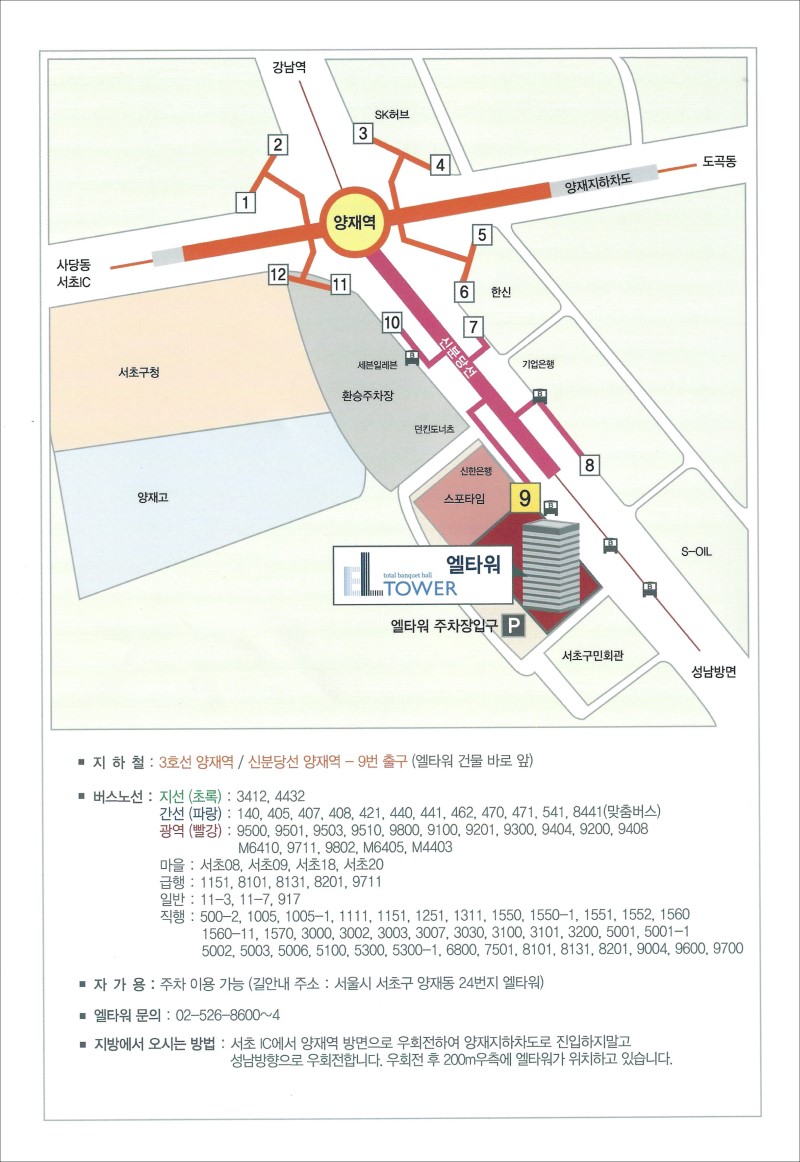 강남역
SK허브
2
3
4
1
도곡동
양재지하차도
양재역
5
사당동
서초IC
12
11
6
한신
10
7
세븐일레븐
신분당선
기업은행
서초구청
환승주차장
던킨도너츠
8
신한은행
양재고
스포타임
9
S-OIL
엘타워
total banquet hall
EL TOWER
엘타워 주차장입구 P
서초구민회관
성남방면
■ 지 하 철 : 3호선 양재역 / 신분당선 양재역 - 9번 출구 (엘타워 건물 바로 앞)
■ 버스노선 : 지선 (초록) : 3412, 4432
간선 (파랑) : 140, 405, 407, 408, 421, 440, 441, 462, 470, 471, 541, 8441(맞춤버스)
광역 (빨강) : 9500, 9501, 9503, 9510, 9800, 9100, 9201, 9300, 9404, 9200, 9408
M6410, 9711, 9802, M6405, M4403
마을 : 서초08, 서초09, 서초18, 서초20
급행 : 1151, 8101, 8131, 8201, 9711
일반 : 11-3, 11-7, 917
직행 : 500-2, 1005, 1005-1, 1111, 1151, 1251, 1311, 1550, 1550-1, 1551, 1552, 1560
1560-11, 1570, 3000, 3002, 3003, 3007, 3030, 3100, 3101, 3200, 5001, 5001-1
5002, 5003, 5006, 5100, 5300, 5300-1, 6800, 7501, 8101, 8131, 8201, 9004, 9600, 9700
■ 자 가 용 : 주차 이용 가능 (길안내 주소 : 서울시 서초구 양재동 24번지 엘타워)
■ 엘타워 문의 : 02-526-8600~4
■ 지방에서 오시는 방법 : 서초 IC에서 양재역 방면으로 우회전하여 양재지하차도로 진입하지말고
성남방향으로 우회전합니다. 우회전 후 200m우측에 엘타워가 위치하고 있습니다.